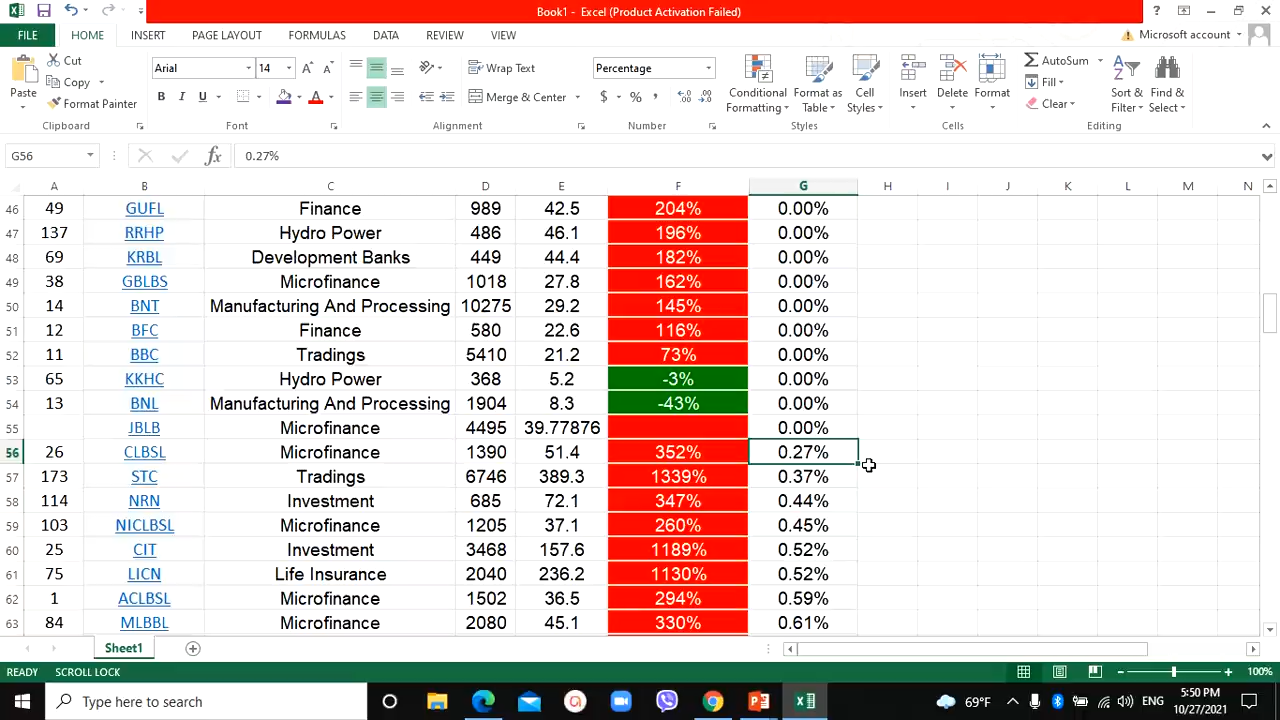 Book1 - Excel (Product Activation Failed)
FILE HOME INSERT PAGE LAYOUT FORMULAS DATA REVIEW VIEW Microsoft account
Cut
Copy
Format Painter
Paste
Arial 14
Wrap Text
Merge & Center
Percentage
Conditional Formatting
Format as Table
Cell Styles
Insert
Delete
Format
AutoSum
Fill
Clear
Sort & Filter
Find & Select
Clipboard Font Alignment Number Styles Cells Editing
G56 0.27%
A B C D E F G H I J K L M N
46 49 GUFL Finance 989 42.5 204% 0.00%
47 137 RRHP Hydro Power 486 46.1 196% 0.00%
48 69 KRBL Development Banks 449 44.4 182% 0.00%
49 38 GBLBS Microfinance 1018 27.8 162% 0.00%
50 14 BNT Manufacturing And Processing 10275 29.2 145% 0.00%
51 12 BFC Finance 580 22.6 116% 0.00%
52 11 BBC Tradings 5410 21.2 73% 0.00%
53 65 KKHC Hydro Power 368 5.2 -3% 0.00%
54 13 BNL Manufacturing And Processing 1904 8.3 -43% 0.00%
55 JBLB Microfinance 4495 39.77876 0.00%
56 26 CLBSL Microfinance 1390 51.4 352% 0.27%
57 173 STC Tradings 6746 389.3 1339% 0.37%
58 114 NRN Investment 685 72.1 347% 0.44%
59 103 NICLBSL Microfinance 1205 37.1 260% 0.45%
60 25 CIT Investment 3468 157.6 1189% 0.52%
61 75 LICN Life Insurance 2040 236.2 1130% 0.52%
62 1 ACLBSL Microfinance 1502 36.5 294% 0.59%
63 84 MLBBL Microfinance 2080 45.1 330% 0.61%
Sheet1
READY SCROLL LOCK 100%
Type here to search
69°F ENG
5:50 PM
10/27/2021